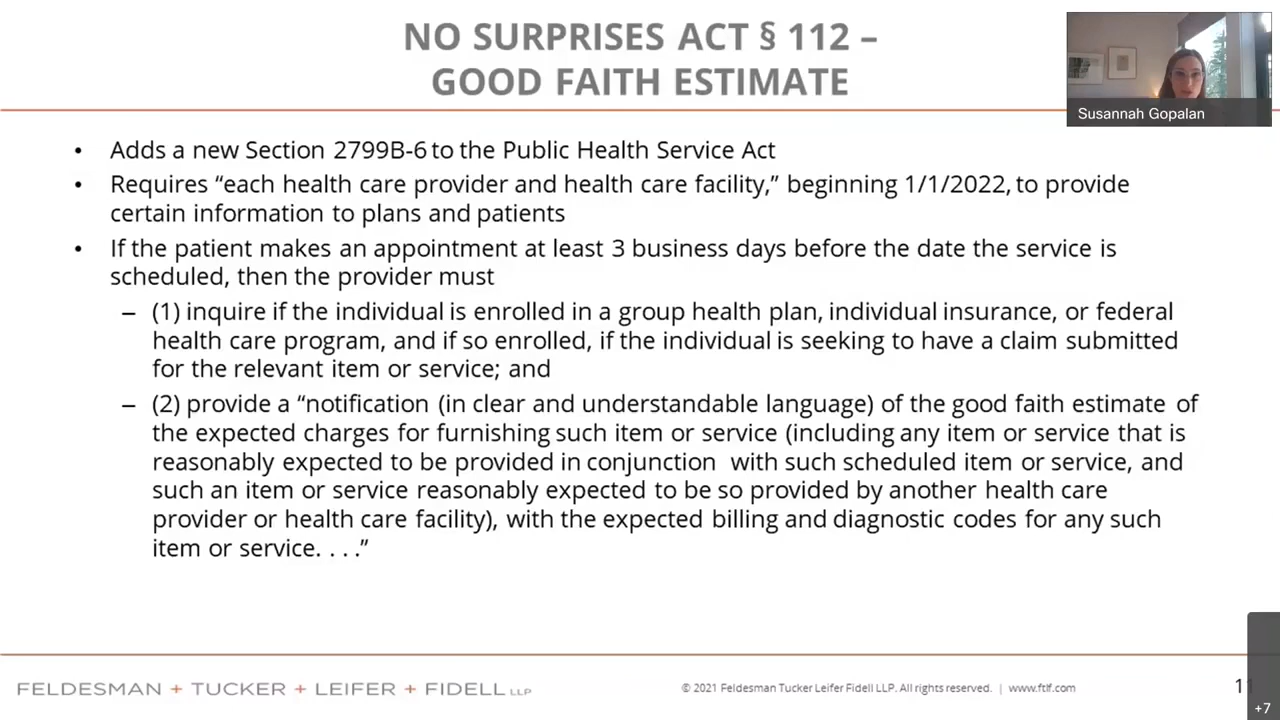 NO SURPRISES ACT § 112 –
GOOD FAITH ESTIMATE
Susannah Gopalan
• Adds a new Section 2799B-6 to the Public Health Service Act
• Requires “each health care provider and health care facility,” beginning 1/1/2022, to provide
certain information to plans and patients
• If the patient makes an appointment at least 3 business days before the date the service is
scheduled, then the provider must
– (1) inquire if the individual is enrolled in a group health plan, individual insurance, or federal
health care program, and if so enrolled, if the individual is seeking to have a claim submitted
for the relevant item or service; and
– (2) provide a “notification (in clear and understandable language) of the good faith estimate of
the expected charges for furnishing such item or service (including any item or service that is
reasonably expected to be provided in conjunction with such scheduled item or service, and
such an item or service reasonably expected to be so provided by another health care
provider or health care facility), with the expected billing and diagnostic codes for any such
item or service. . . .”
FELDESMAN + TUCKER + LEIFER + FIDELL LLP
© 2021 Feldesman Tucker Leifer Fidell LLP. All rights reserved. | www.ftlf.com
11
+7